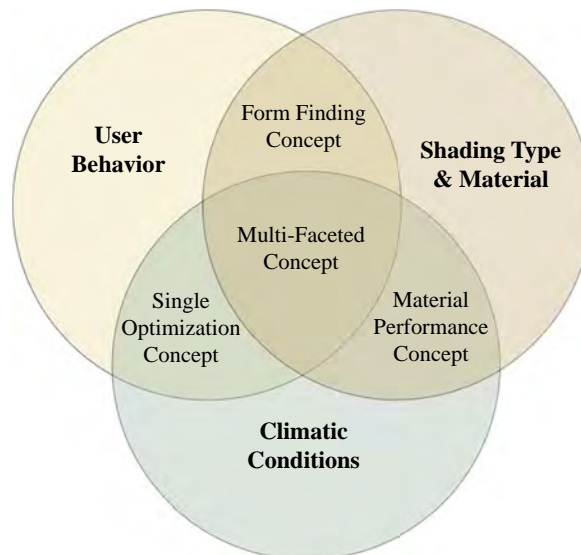 Form Finding
Concept
User
Behavior
Shading Type
& Material
Multi-Faceted
Concept
Single
Optimization
Concept
Material
Performance
Concept
Climatic
Conditions